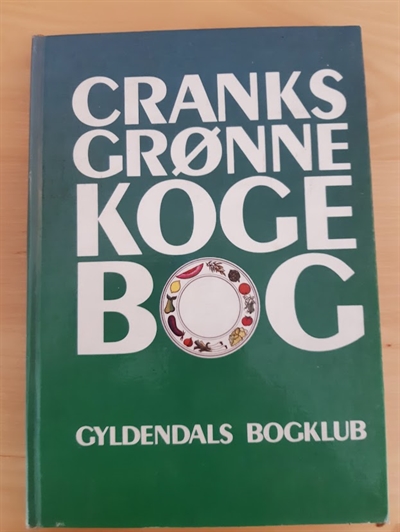 CRANKS
GRØNNE
KOGE
BOG
GYLDENDALS BOGKLUB